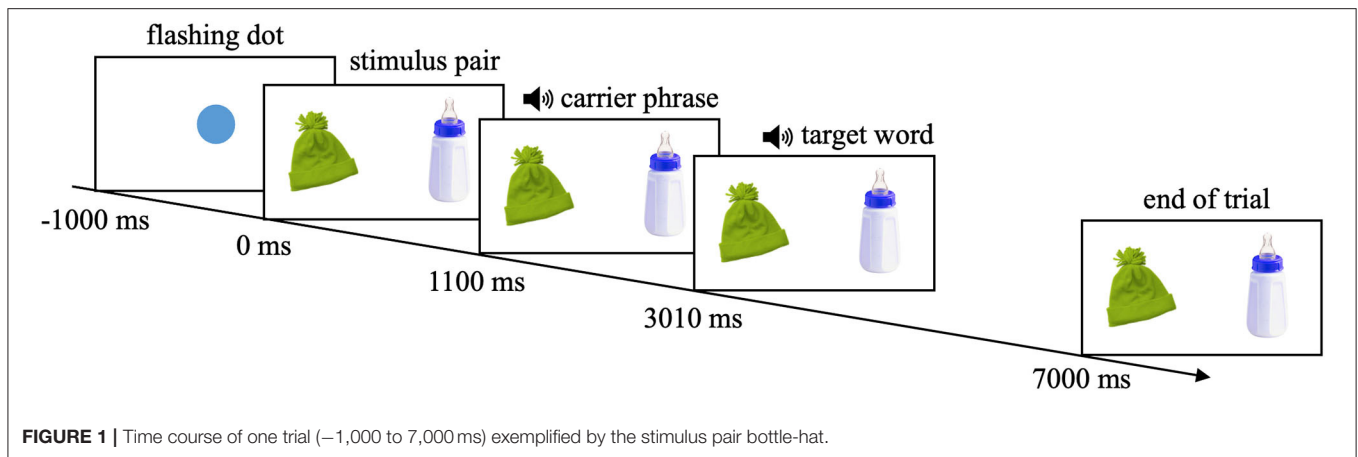 flashing dot
stimulus pair
carrier phrase
target word
end of trial
-1000 ms
0 ms
1100 ms
3010 ms
7000 ms
FIGURE 1 | Time course of one trial (−1,000 to 7,000 ms) exemplified by the stimulus pair bottle-hat.